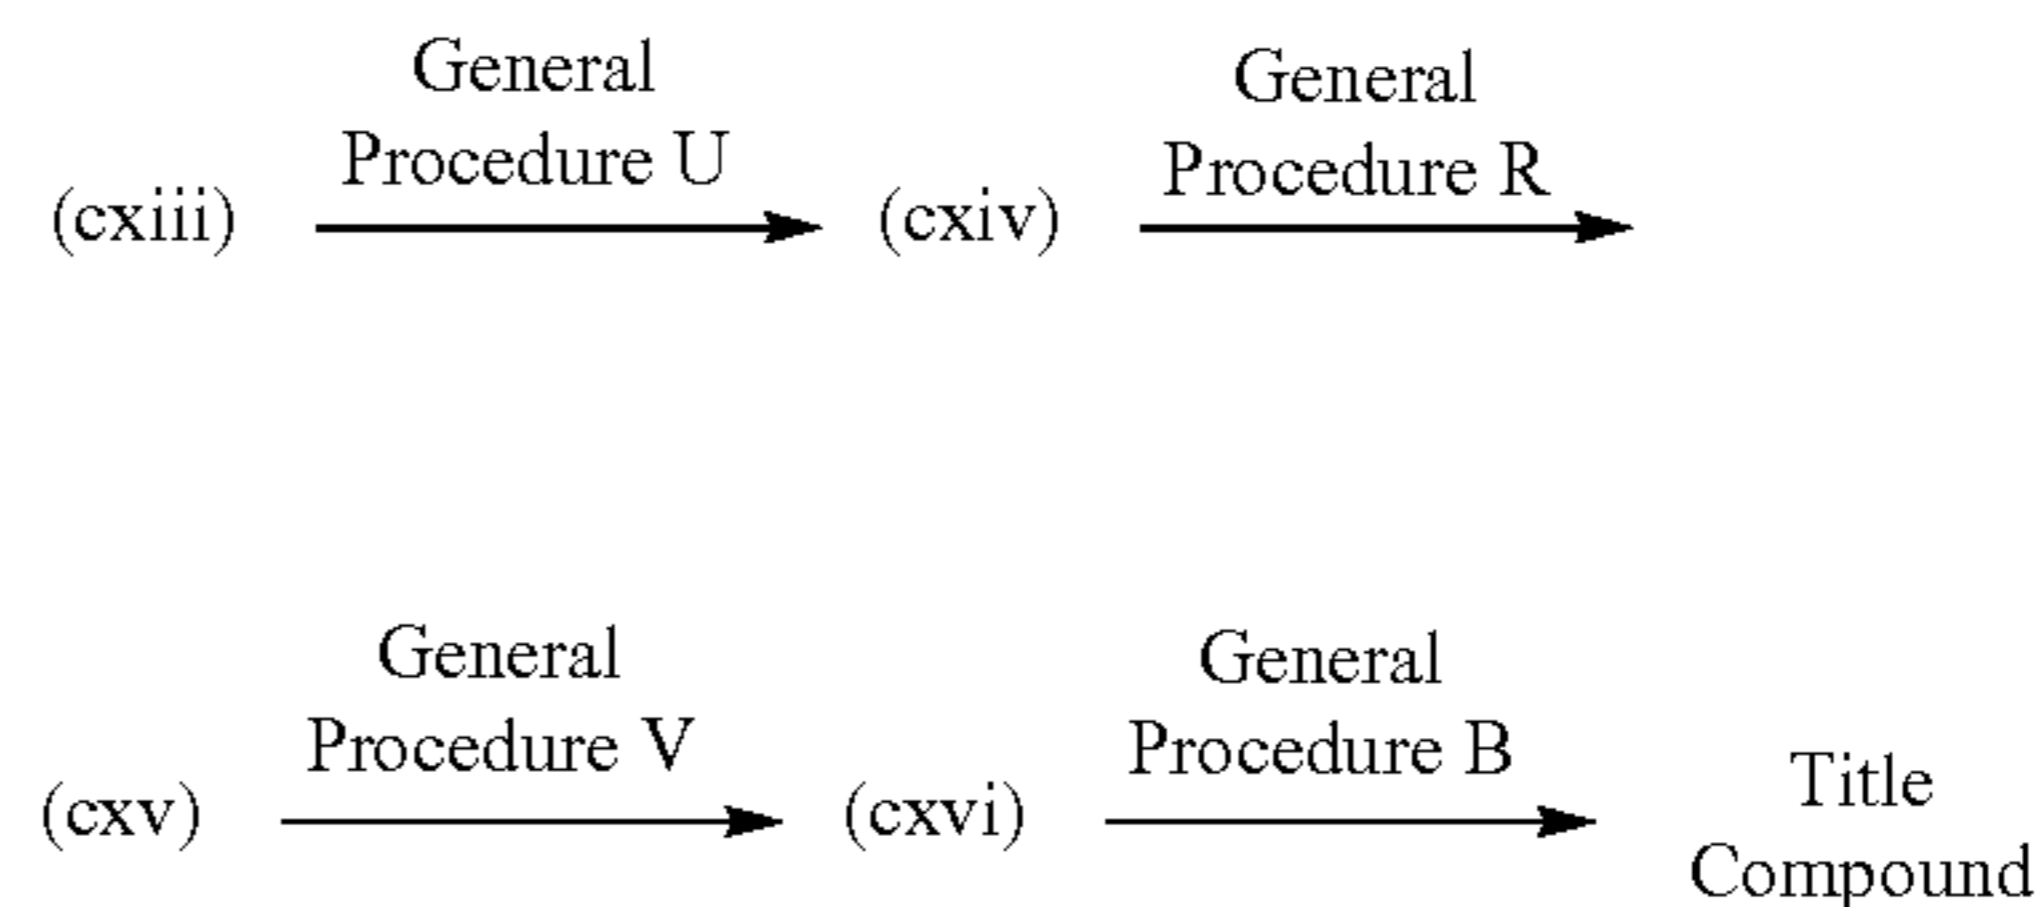 General
Procedure U
General
Procedure R
(cxiii)
(cxiv)
General
Procedure V
General
Procedure B
(cxv)
(cxvi)
Title
Compound